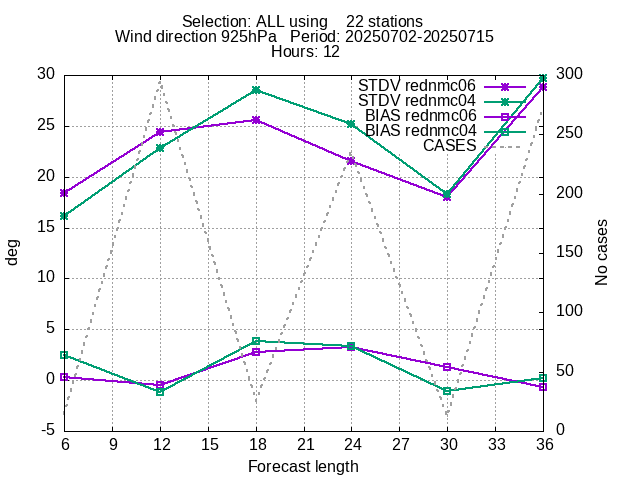 Selection: ALL using    22 stations
Wind direction 925hPa   Period: 20250702-20250715
Hours: 12
30
25
20
15
10
5
0
-5
deg
300
250
200
150
100
50
0
No cases
STDV rednmc06
STDV rednmc04
BIAS rednmc06
BIAS rednmc04
CASES
6 9 12 15 18 21 24 27 30 33 36
Forecast length